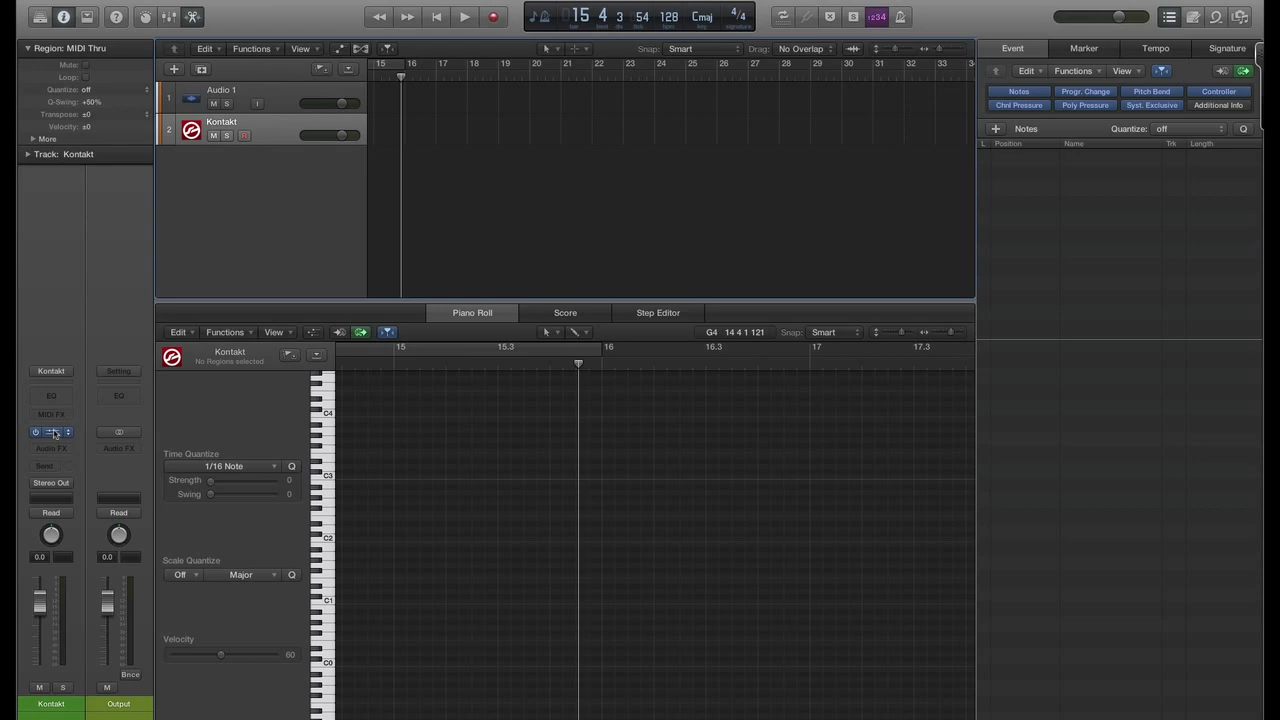 15 4 3 54 128 Cmaj 4/4
bar beat div tick bpm key signature
1234
Region: MIDI Thru
Mute:
Loop:
Quantize: off
Q-Swing: +50%
Transpose: ±0
Velocity: ±0
More
Track: Kontakt
Edit Functions View Snap: Smart Drag: No Overlap
15 16 17 18 19 20 21 22 23 24 25 26 27 28 29 30 31 32 33
1 Audio 1
M S I
2 Kontakt
M S R
Event Marker Tempo Signature
Edit Functions View
Notes Progr. Change Pitch Bend Controller
Chnl Pressure Poly Pressure Syst. Exclusive Additional Info
Notes Quantize: off Q
L Position Name Trk Length
Piano Roll Score Step Editor
Edit Functions View G4 14 4 1 121 Snap: Smart
Kontakt
No Regions selected
15 15.3 16 16.3 17 17.3
C4
C3
C2
C1
C0
Time Quantize
1/16 Note Q
Strength 0
Swing 0
Scale Quantize
Off Major Q
Velocity
60
Kontakt Setting
EQ EQ
MIDI FX
Audio FX Audio FX
Send
Stereo Out
Read Read
0.0 0.0
Bnce
M S M
Kontakt Output